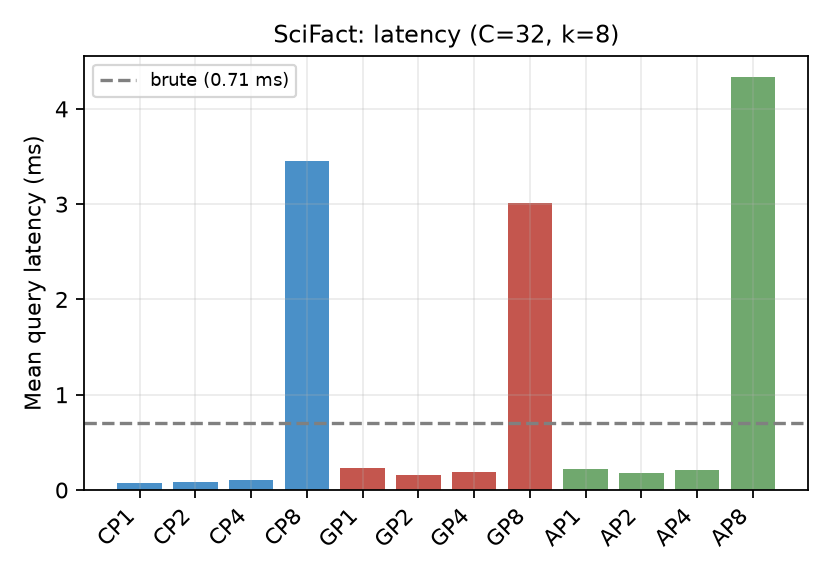 SciFact: latency (C=32, k=8)
brute (0.71 ms)
Mean query latency (ms)
4
3
2
1
0
CP1 CP2 CP4 CP8 GP1 GP2 GP4 GP8 AP1 AP2 AP4 AP8